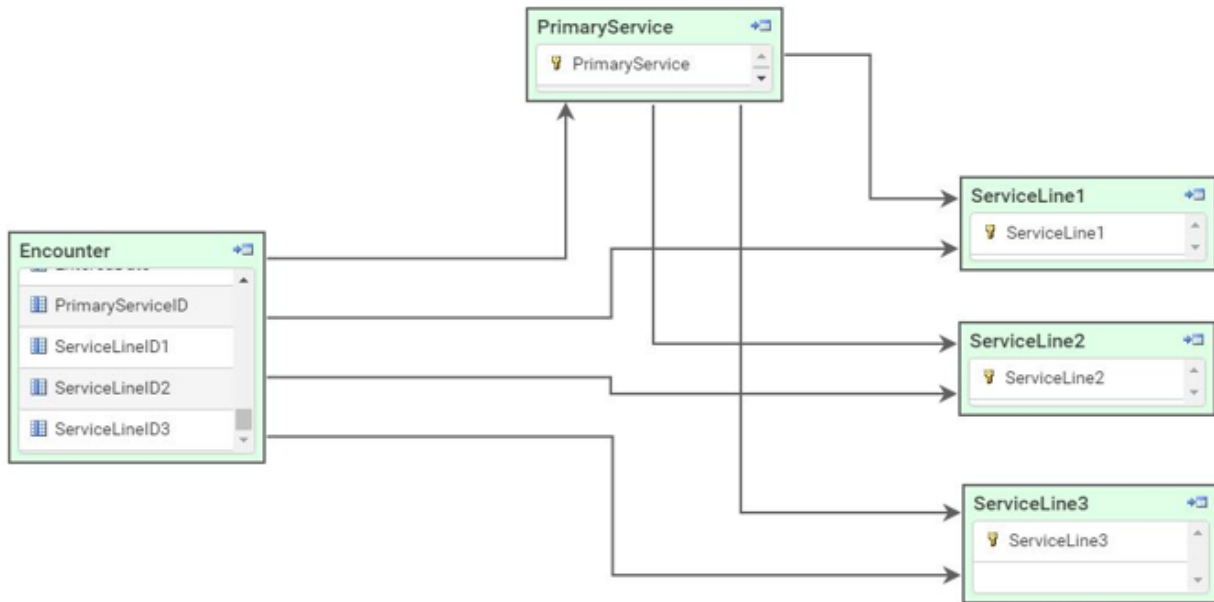 PrimaryService
PrimaryService
Encounter
PrimaryServiceID
ServiceLineID1
ServiceLineID2
ServiceLineID3
ServiceLine1
ServiceLine1
ServiceLine2
ServiceLine2
ServiceLine3
ServiceLine3